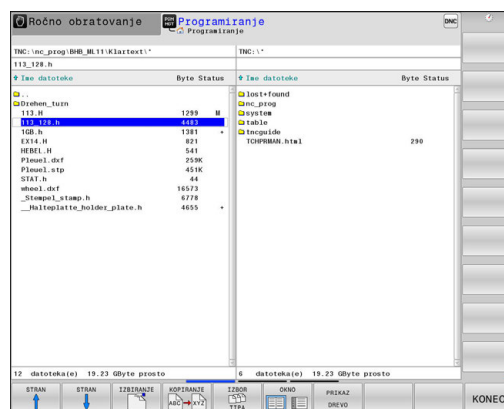 Ročno obratovanje
Programiranje
Programiranje
DNC
TNC:\nc_prog\BHB_ML11\Klartext\*
TNC:\*
113_128.h
Ime datoteke Byte Status
Ime datoteke Byte Status
..
Drehen_turn
113.H 1299 M
113_128.h 4483
1GB.h 1381 +
EX14.H 821
HEBEL.H 541
Pleuel.dxf 259K
Pleuel.stp 451K
STAT.h 44
wheel.dxf 16573
_Stempel_stamp.h 6778
__Halteplatte_holder_plate.h 4655 +
lost+found
nc_prog
system
table
tncguide
TCHPRMAN.html 290
12 datoteka(e) 19.23 GByte prosto
6 datoteka(e) 19.23 GByte prosto
STRAN
STRAN
IZBIRANJE
KOPIRANJE
ABC XYZ
IZBOR
TIPA
OKNO
PRIKAZ
DREVO
KONEC